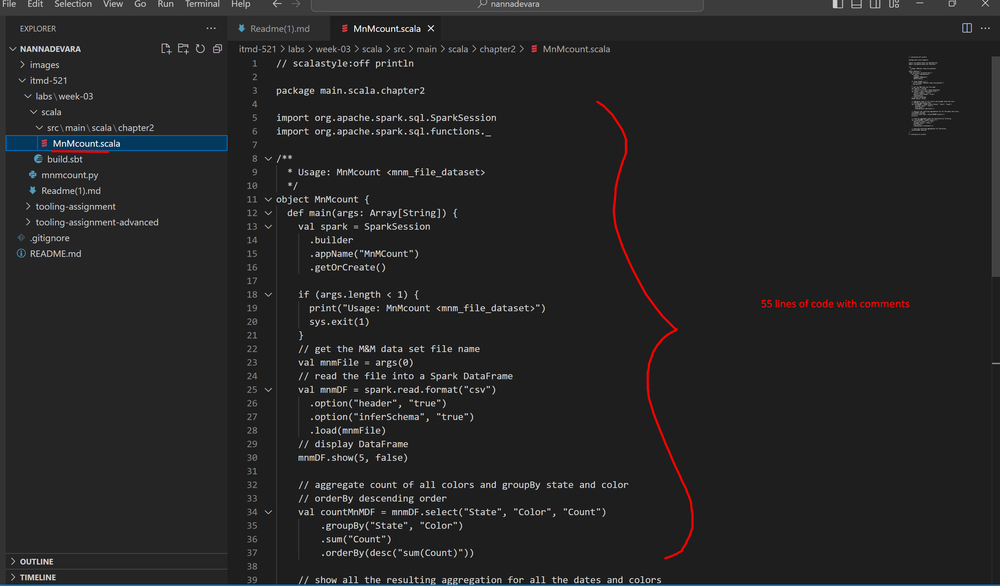 File Edit Selection View Go Run Terminal Help nannadevara
EXPLORER
Readme(1).md MnMcount.scala
NANNADEVARA
images
itmd-521
labs\week-03
scala
src\main\scala\chapter2
MnMcount.scala
build.sbt
mnmcount.py
Readme(1).md
tooling-assignment
tooling-assignment-advanced
.gitignore
README.md
OUTLINE
TIMELINE
itmd-521 > labs > week-03 > scala > src > main > scala > chapter2 > MnMcount.scala
1 // scalastyle:off println
2
3 package main.scala.chapter2
4
5 import org.apache.spark.sql.SparkSession
6 import org.apache.spark.sql.functions._
7
8 /**
9 * Usage: MnMcount <mnm_file_dataset>
10 */
11 object MnMcount {
12 def main(args: Array[String]) {
13 val spark = SparkSession
14 .builder
15 .appName("MnMCount")
16 .getOrCreate()
17
18 if (args.length < 1) {
19 print("Usage: MnMcount <mnm_file_dataset>")
20 sys.exit(1)
21 }
22 // get the M&M data set file name
23 val mnmFile = args(0)
24 // read the file into a Spark DataFrame
25 val mnmDF = spark.read.format("csv")
26 .option("header", "true")
27 .option("inferSchema", "true")
28 .load(mnmFile)
29 // display DataFrame
30 mnmDF.show(5, false)
31
32 // aggregate count of all colors and groupBy state and color
33 // orderBy descending order
34 val countMnMDF = mnmDF.select("State", "Color", "Count")
35 .groupBy("State", "Color")
36 .sum("Count")
37 .orderBy(desc("sum(Count)"))
38
39 // show all the resulting aggregation for all the dates and colors
55 lines of code with comments